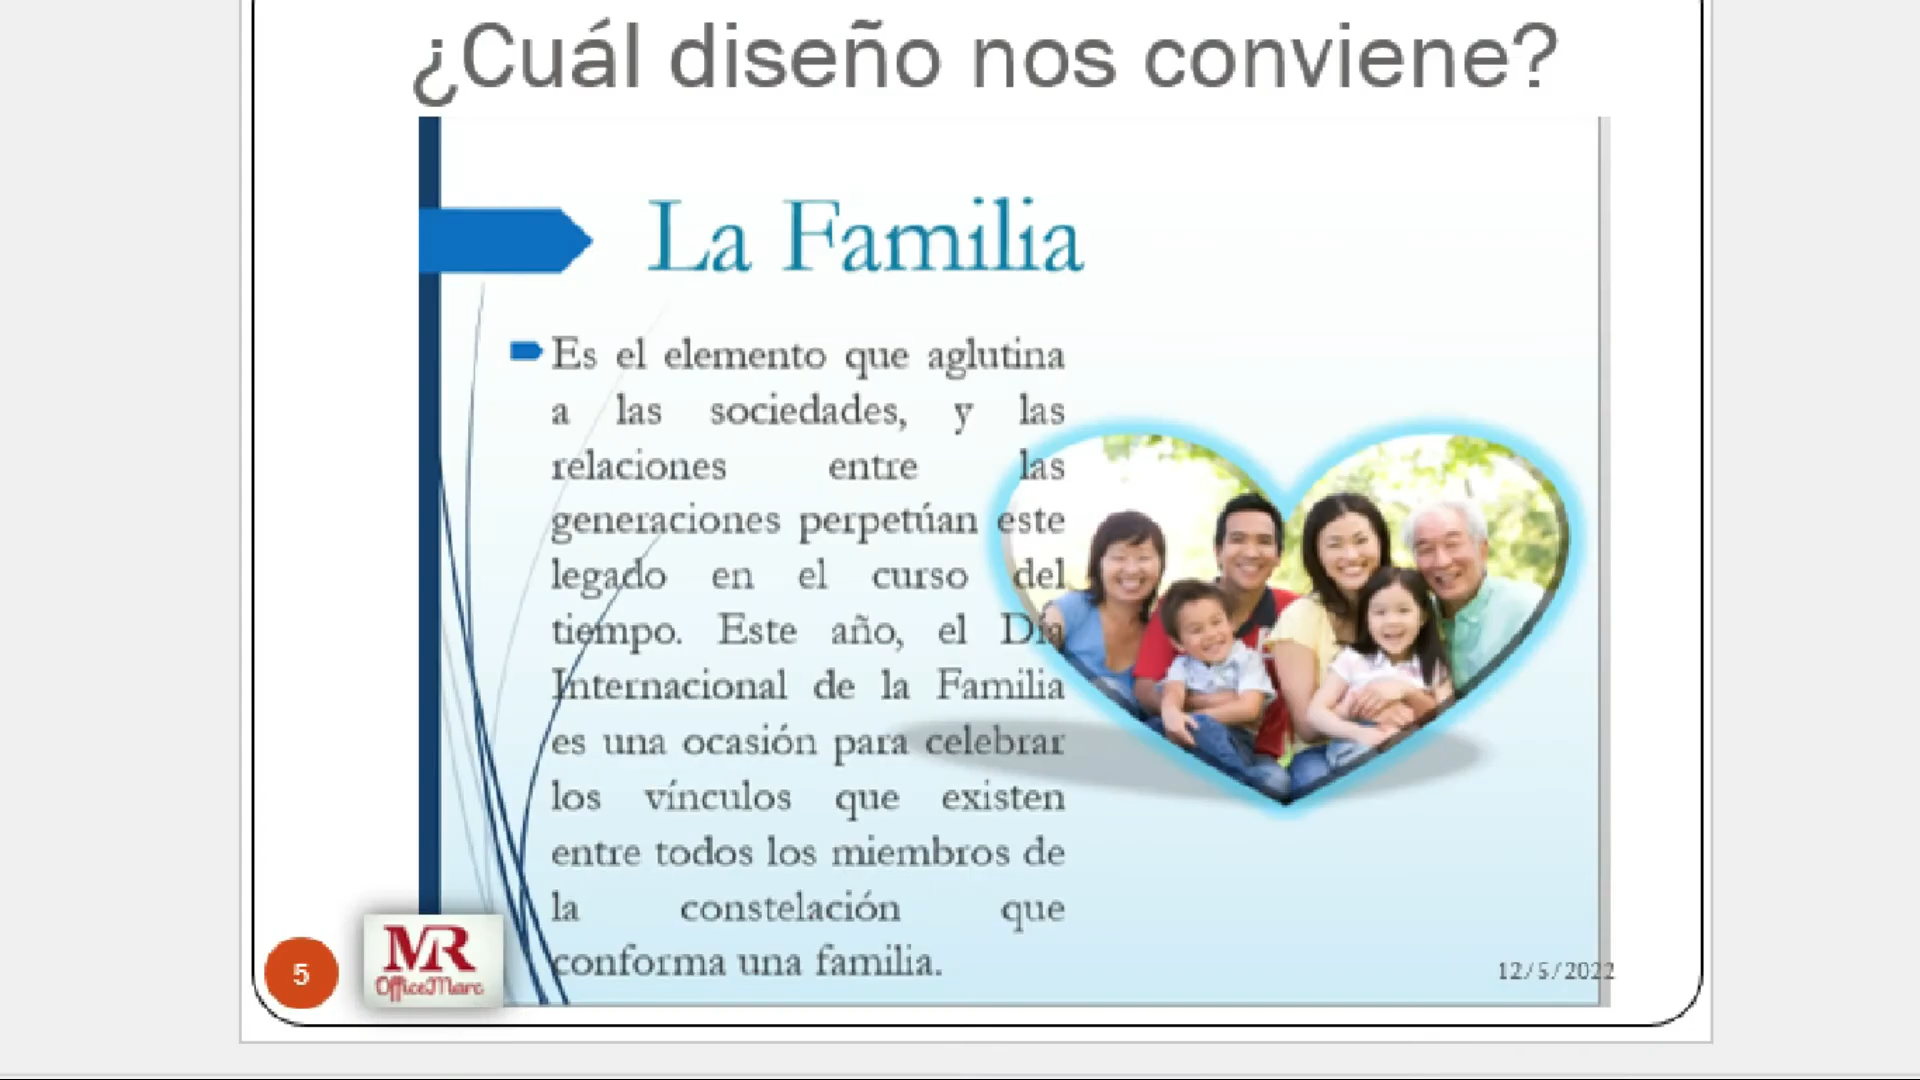 ¿Cuál diseño nos conviene?
La Familia
Es el elemento que aglutina
a las sociedades, y las
relaciones entre las
generaciones perpetúan este
legado en el curso del
tiempo. Este año, el Día
Internacional de la Familia
es una ocasión para celebrar
los vínculos que existen
entre todos los miembros de
la constelación que
conforma una familia.
5
MR
OfficeMarc
12/5/2022